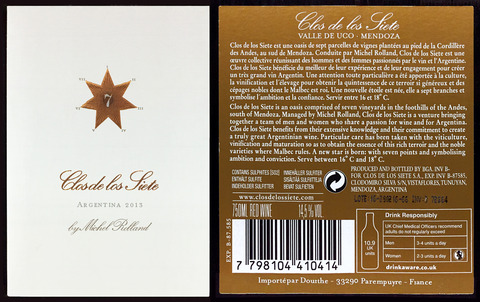 7
Clos de los Siete
ARGENTINA 2013
by Michel Rolland
Clos de los Siete
VALLE DE UCO - MENDOZA
Clos de los Siete est une oasis de sept parcelles de vignes plantées au pied de la Cordillère
des Andes, au sud de Mendoza. Conduite par Michel Rolland, Clos de los Siete est une
œuvre collective réunissant des hommes et des femmes passionnés par le vin et l'Argentine.
Clos de los Siete bénéficie du meilleur de leur expérience et de leur engagement pour créer
un très grand vin Argentin. Une attention toute particulière a été apportée à la culture,
la vinification et l'élevage pour obtenir la quintessence de ce terroir si généreux et des
cépages nobles dont le Malbec est roi. Une nouvelle étoile est née, elle a sept branches et
symbolise l'ambition et la confiance. Servir entre 16 et 18° C.
Clos de los Siete is an oasis comprised of seven vineyards in the foothills of the Andes,
south of Mendoza. Managed by Michel Rolland, Clos de los Siete is a venture bringing
together a team of men and women who share a passion for wine and for Argentina.
Clos de los Siete benefits from their extensive knowledge and their commitment to create
a truly great Argentinian wine. Particular care has been taken with the viticulture,
vinification and maturation so as to obtain the essence of this rich terroir and the noble
varieties where Malbec rules. A new star is born: with seven points and symbolising
ambition and conviction. Serve between 16° C and 18° C.
CONTAINS SULPHITES (SO2)
ENTHÄLT SULFITE
INDEHOLDER SULFITTER
INNEHÅLLER SULFITER
SISÄLTÄÄ SULFIITTEJA
BEVAT SULFIETEN
PRODUCED AND BOTTLED BY BGL INV B-
FOR CLOS DE LOS SIETE S.A., EXP INV B-87585,
CLODOMIRO SILVA S/N, VISTAFLORES, TUNUYAN,
MENDOZA, ARGENTINA
www.closdelossiete.com
750ML RED WINE 14,5 % VOL
EXP. B-87.585
7 798104 410414
10.9
UK
units
Drink Responsibly
UK Chief Medical Officers recommend
adults do not regularly exceed
Men 3-4 units a day
Women 2-3 units a day
drinkaware.co.uk
Importé par Dourthe - 33290 Parempuyre - France